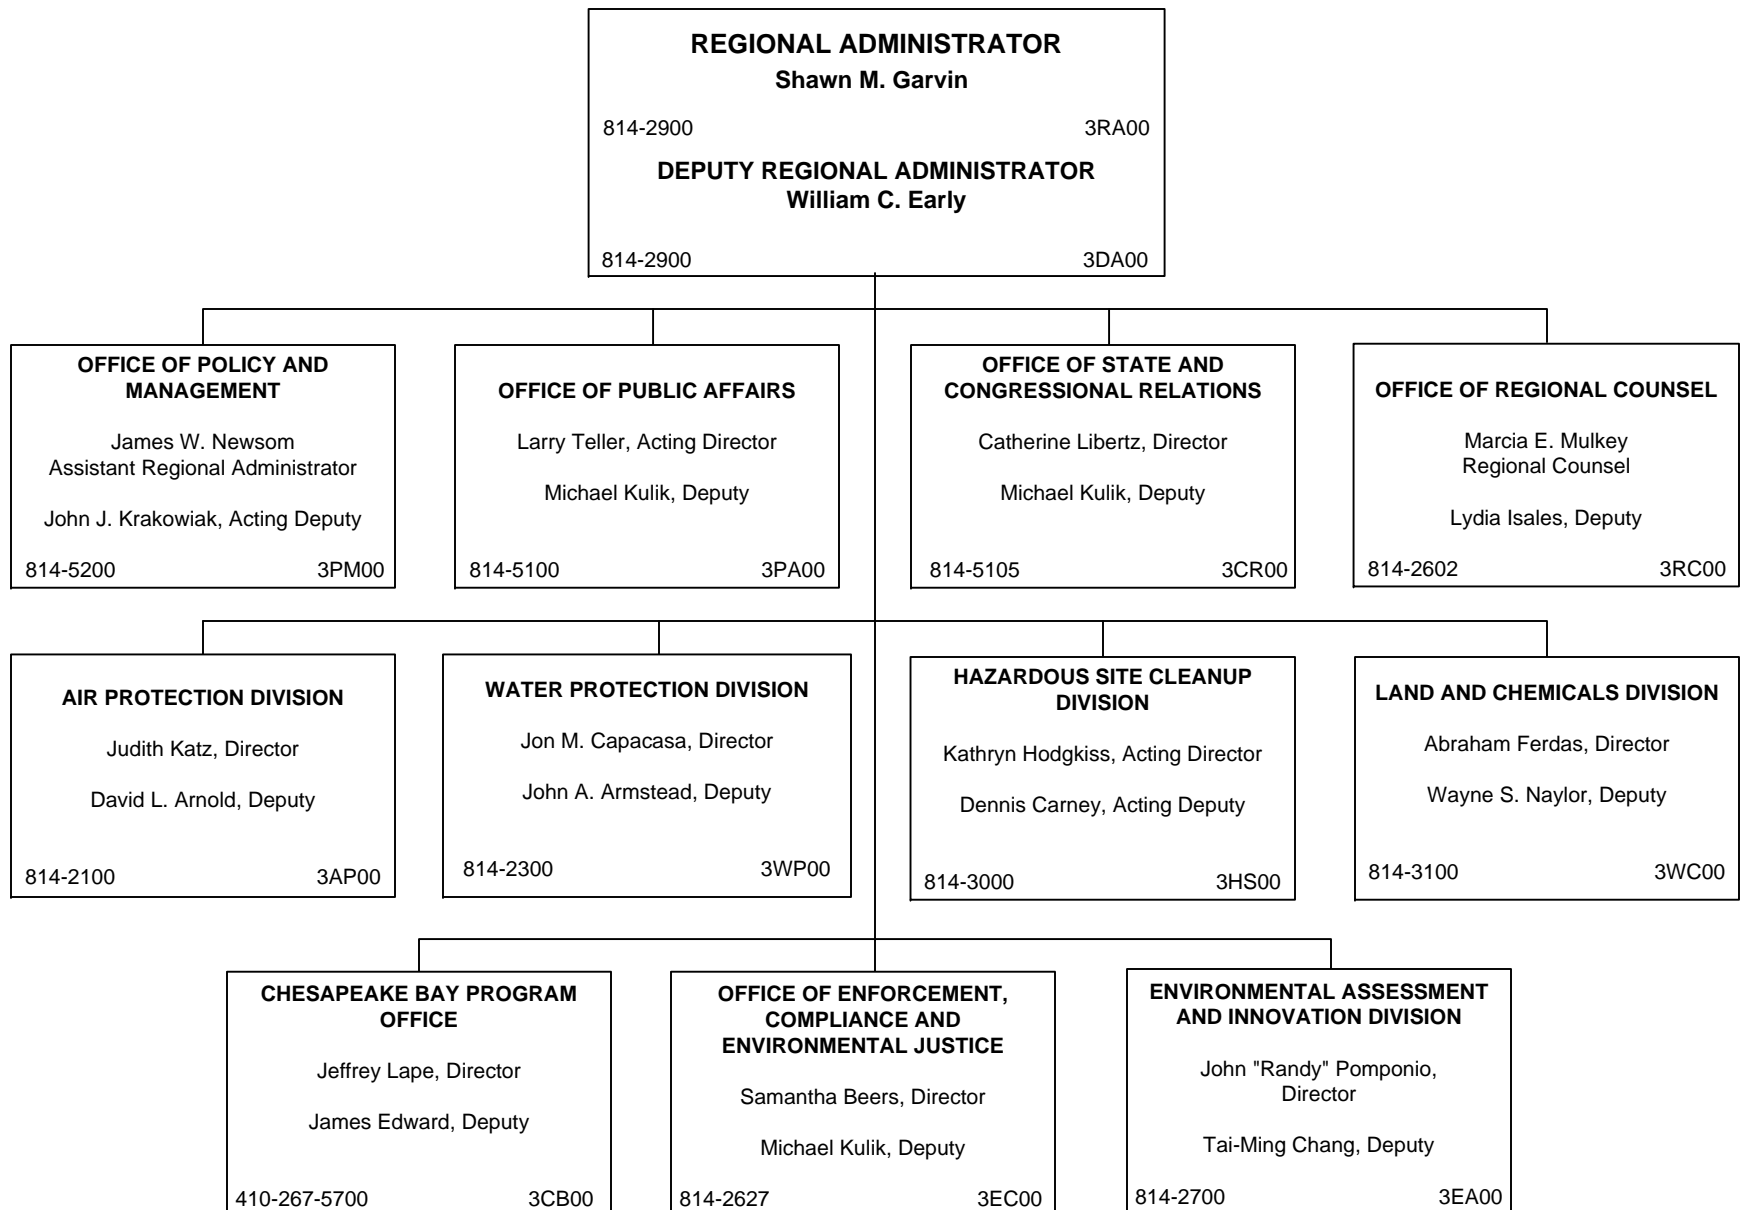 REGIONAL ADMINISTRATOR
Shawn M. Garvin
814-2900 3RA00
DEPUTY REGIONAL ADMINISTRATOR
William C. Early
814-2900 3DA00
OFFICE OF POLICY AND
MANAGEMENT
James W. Newsom
Assistant Regional Administrator
John J. Krakowiak, Acting Deputy
814-5200 3PM00
OFFICE OF PUBLIC AFFAIRS
Larry Teller, Acting Director
Michael Kulik, Deputy
814-5100 3PA00
OFFICE OF STATE AND
CONGRESSIONAL RELATIONS
Catherine Libertz, Director
Michael Kulik, Deputy
814-5105 3CR00
OFFICE OF REGIONAL COUNSEL
Marcia E. Mulkey
Regional Counsel
Lydia Isales, Deputy
814-2602 3RC00
AIR PROTECTION DIVISION
Judith Katz, Director
David L. Arnold, Deputy
814-2100 3AP00
WATER PROTECTION DIVISION
Jon M. Capacasa, Director
John A. Armstead, Deputy
814-2300 3WP00
HAZARDOUS SITE CLEANUP
DIVISION
Kathryn Hodgkiss, Acting Director
Dennis Carney, Acting Deputy
814-3000 3HS00
LAND AND CHEMICALS DIVISION
Abraham Ferdas, Director
Wayne S. Naylor, Deputy
814-3100 3WC00
CHESAPEAKE BAY PROGRAM
OFFICE
Jeffrey Lape, Director
James Edward, Deputy
410-267-5700 3CB00
OFFICE OF ENFORCEMENT,
COMPLIANCE AND
ENVIRONMENTAL JUSTICE
Samantha Beers, Director
Michael Kulik, Deputy
814-2627 3EC00
ENVIRONMENTAL ASSESSMENT
AND INNOVATION DIVISION
John "Randy" Pomponio,
Director
Tai-Ming Chang, Deputy
814-2700 3EA00